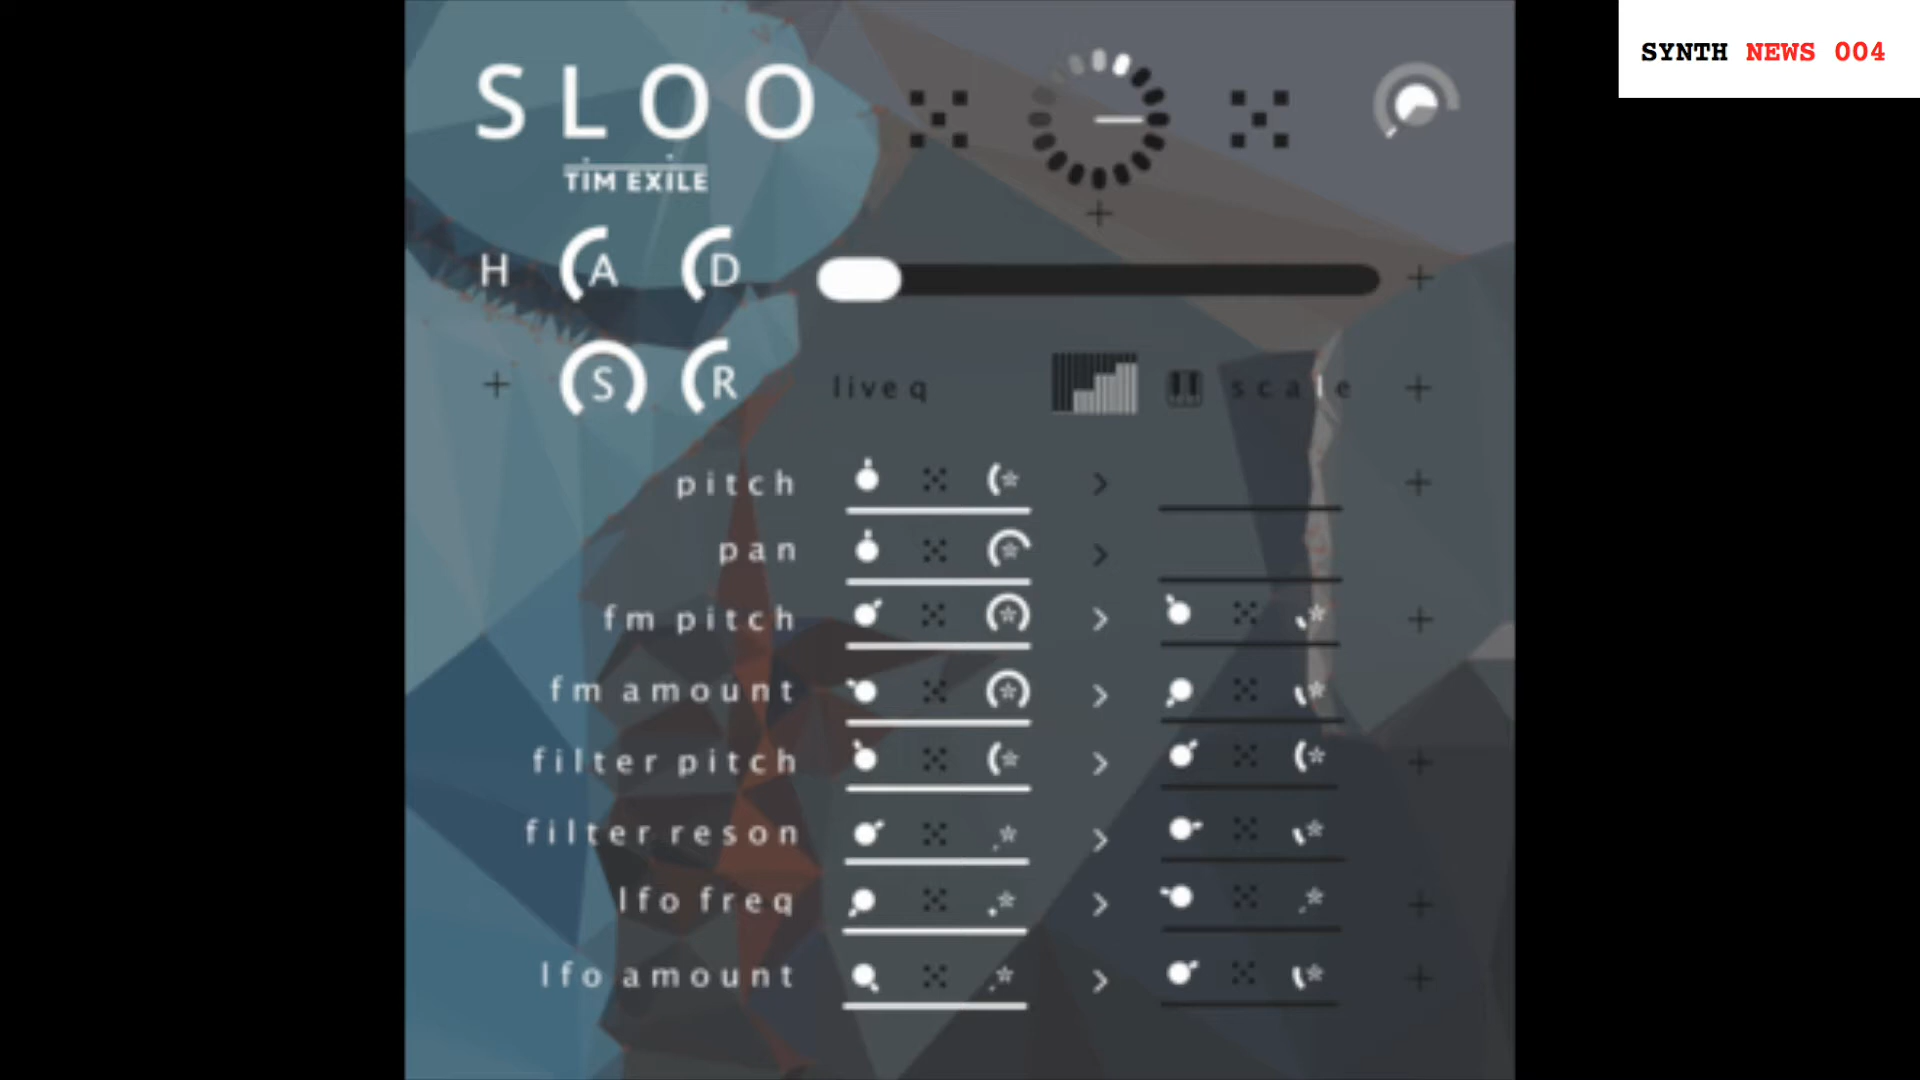 SYNTH NEWS 004
SLOO
TIM EXILE
H A D
S R
liveq scale
pitch
pan
fm pitch
fm amount
filter pitch
filter reson
lfo freq
lfo amount